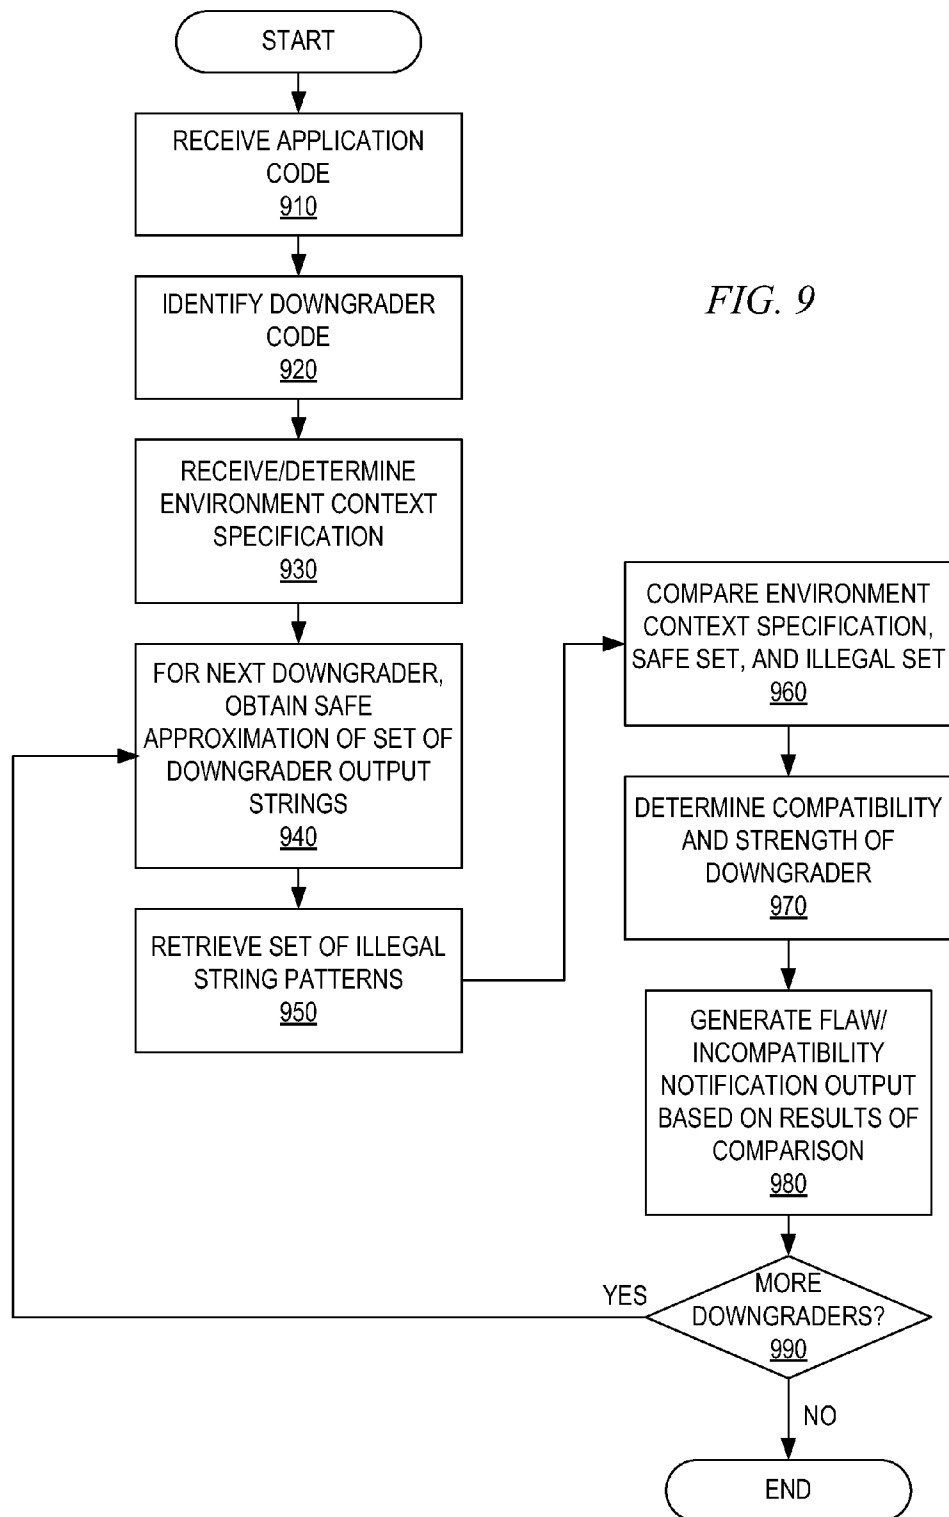 START
RECEIVE APPLICATION
CODE
910
IDENTIFY DOWNGRADER
CODE
920
FIG. 9
RECEIVE/DETERMINE
ENVIRONMENT CONTEXT
SPECIFICATION
930
FOR NEXT DOWNGRADER,
OBTAIN SAFE
APPROXIMATION OF SET OF
DOWNGRADER OUTPUT
STRINGS
940
RETRIEVE SET OF ILLEGAL
STRING PATTERNS
950
COMPARE ENVIRONMENT
CONTEXT SPECIFICATION,
SAFE SET, AND ILLEGAL SET
960
DETERMINE COMPATIBILITY
AND STRENGTH OF
DOWNGRADER
970
GENERATE FLAW/
INCOMPATIBILITY
NOTIFICATION OUTPUT
BASED ON RESULTS OF
COMPARISON
980
YES
MORE
DOWNGRADERS?
990
NO
END